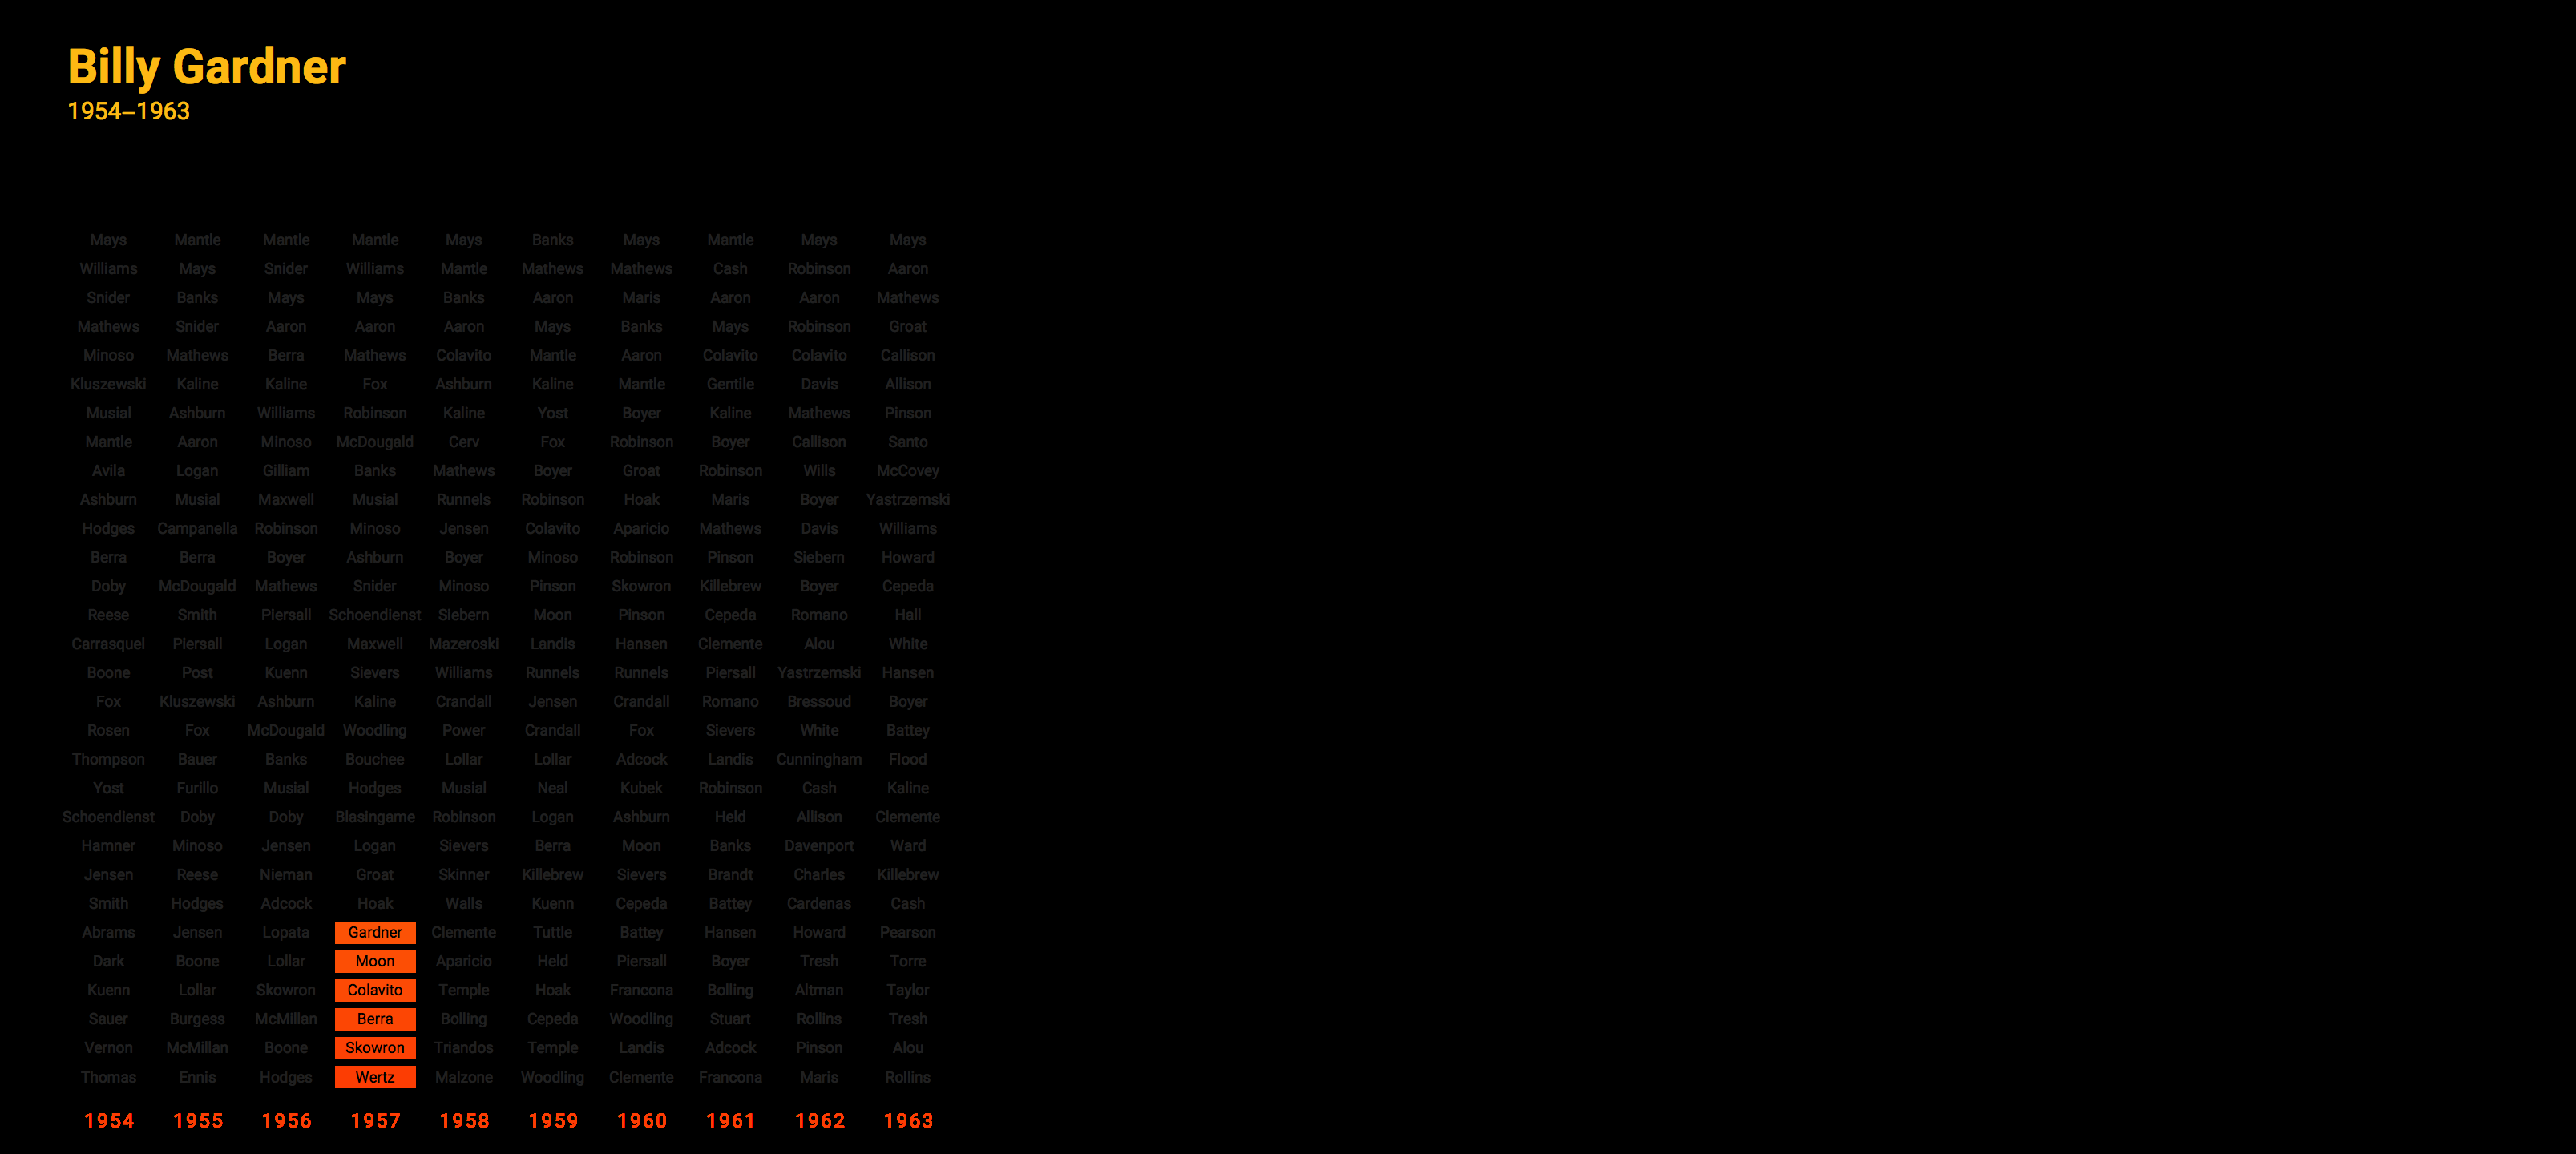 Billy Gardner
1954–1963
Mays Mantle Mantle Mantle Mays Banks Mays Mantle Mays Mays
Williams Mays Snider Williams Mantle Mathews Mathews Cash Robinson Aaron
Snider Banks Mays Mays Banks Aaron Maris Aaron Aaron Mathews
Mathews Snider Aaron Aaron Aaron Mays Banks Mays Robinson Groat
Minoso Mathews Berra Mathews Colavito Mantle Aaron Colavito Colavito Callison
Kluszewski Kaline Kaline Fox Ashburn Kaline Mantle Gentile Davis Allison
Musial Ashburn Williams Robinson Kaline Yost Boyer Kaline Mathews Pinson
Mantle Aaron Minoso McDougald Cerv Fox Robinson Boyer Callison Santo
Avila Logan Gilliam Banks Mathews Boyer Groat Robinson Wills McCovey
Ashburn Musial Maxwell Musial Runnels Robinson Hoak Maris Boyer Yastrzemski
Hodges Campanella Robinson Minoso Jensen Colavito Aparicio Mathews Davis Williams
Berra Berra Boyer Ashburn Boyer Minoso Robinson Pinson Siebern Howard
Doby McDougald Mathews Snider Minoso Pinson Skowron Killebrew Boyer Cepeda
Reese Smith Piersall Schoendienst Siebern Moon Pinson Cepeda Romano Hall
Carrasquel Piersall Logan Maxwell Mazeroski Landis Hansen Clemente Alou White
Boone Post Kuenn Sievers Williams Runnels Runnels Piersall Yastrzemski Hansen
Fox Kluszewski Ashburn Kaline Crandall Jensen Crandall Romano Bressoud Boyer
Rosen Fox McDougald Woodling Power Crandall Fox Sievers White Battey
Thompson Bauer Banks Bouchee Lollar Lollar Adcock Landis Cunningham Flood
Yost Furillo Musial Hodges Musial Neal Kubek Robinson Cash Kaline
Schoendienst Doby Doby Blasingame Robinson Logan Ashburn Held Allison Clemente
Hamner Minoso Jensen Logan Sievers Berra Moon Banks Davenport Ward
Jensen Reese Nieman Groat Skinner Killebrew Sievers Brandt Charles Killebrew
Smith Hodges Adcock Hoak Walls Kuenn Cepeda Battey Cardenas Cash
Abrams Jensen Lopata Gardner Clemente Tuttle Battey Hansen Howard Pearson
Dark Boone Lollar Moon Aparicio Held Piersall Boyer Tresh Torre
Kuenn Lollar Skowron Colavito Temple Hoak Francona Bolling Altman Taylor
Sauer Burgess McMillan Berra Bolling Cepeda Woodling Stuart Rollins Tresh
Vernon McMillan Boone Skowron Triandos Temple Landis Adcock Pinson Alou
Thomas Ennis Hodges Wertz Malzone Woodling Clemente Francona Maris Rollins
1954 1955 1956 1957 1958 1959 1960 1961 1962 1963